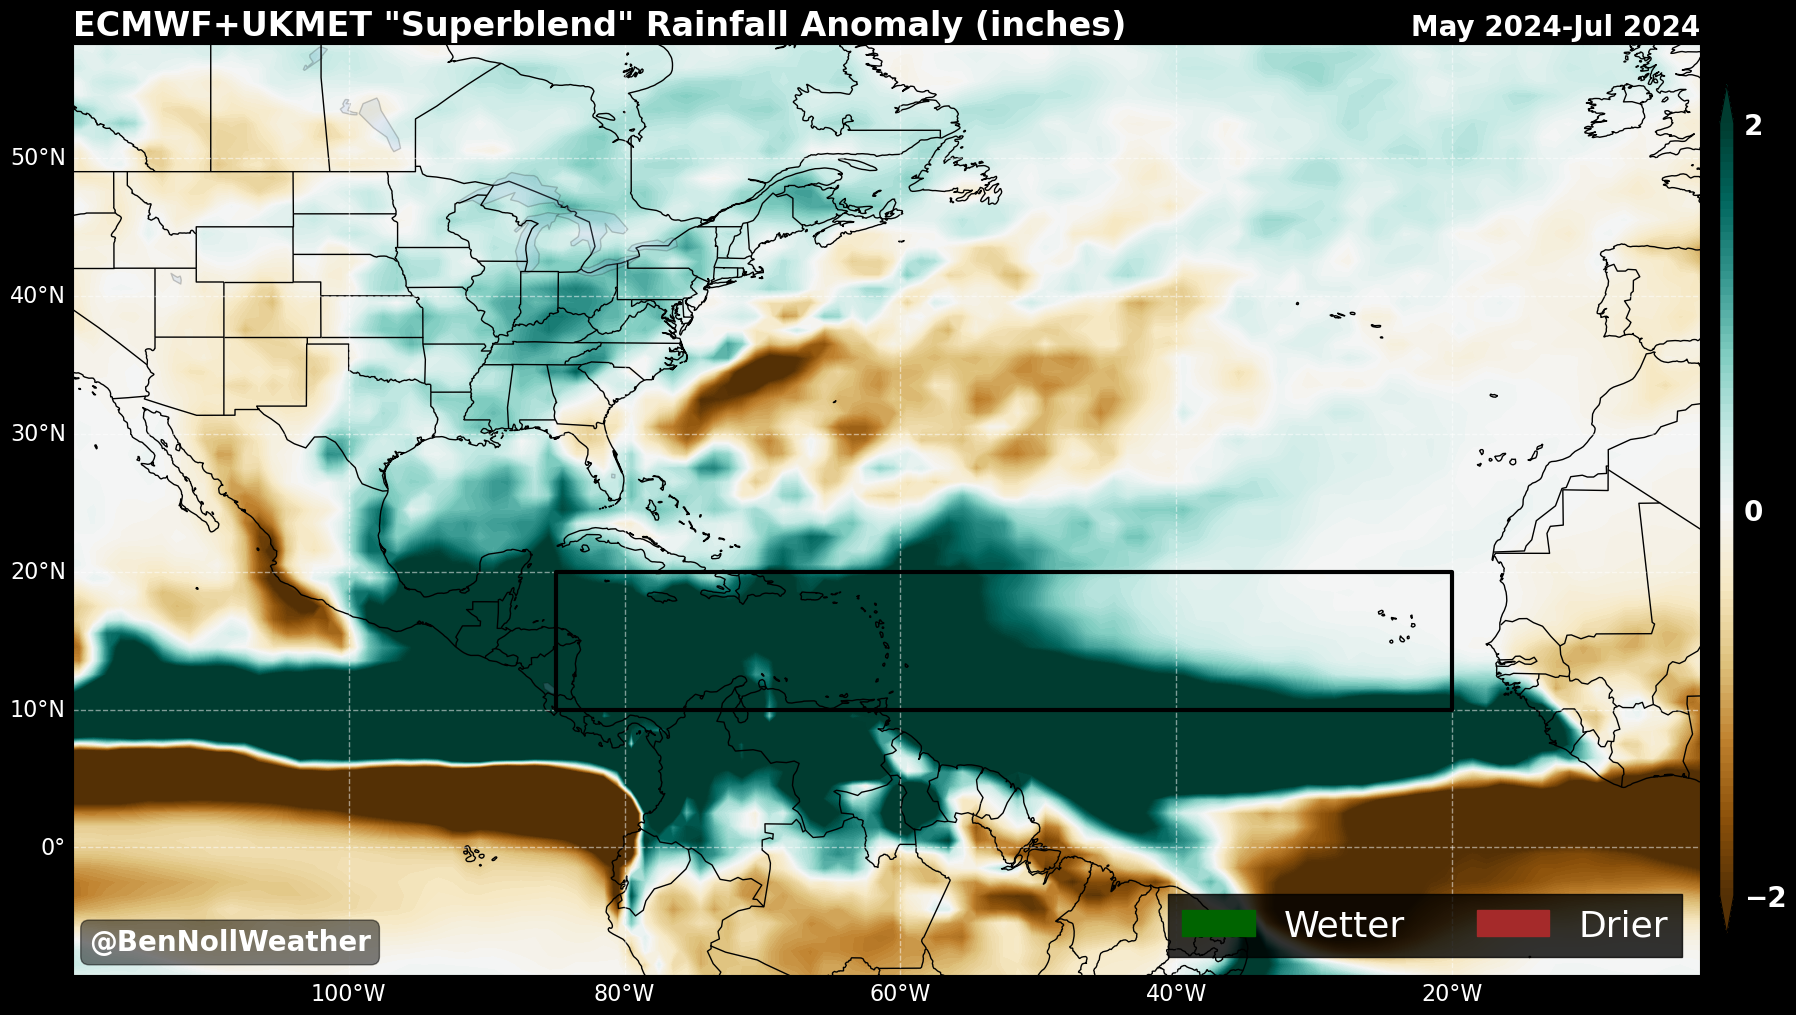 ECMWF+UKMET "Superblend" Rainfall Anomaly (inches)
May 2024-Jul 2024
50°N
40°N
30°N
20°N
10°N
0°
100°W
80°W
60°W
40°W
20°W
2
0
−2
@BenNollWeather
Wetter
Drier